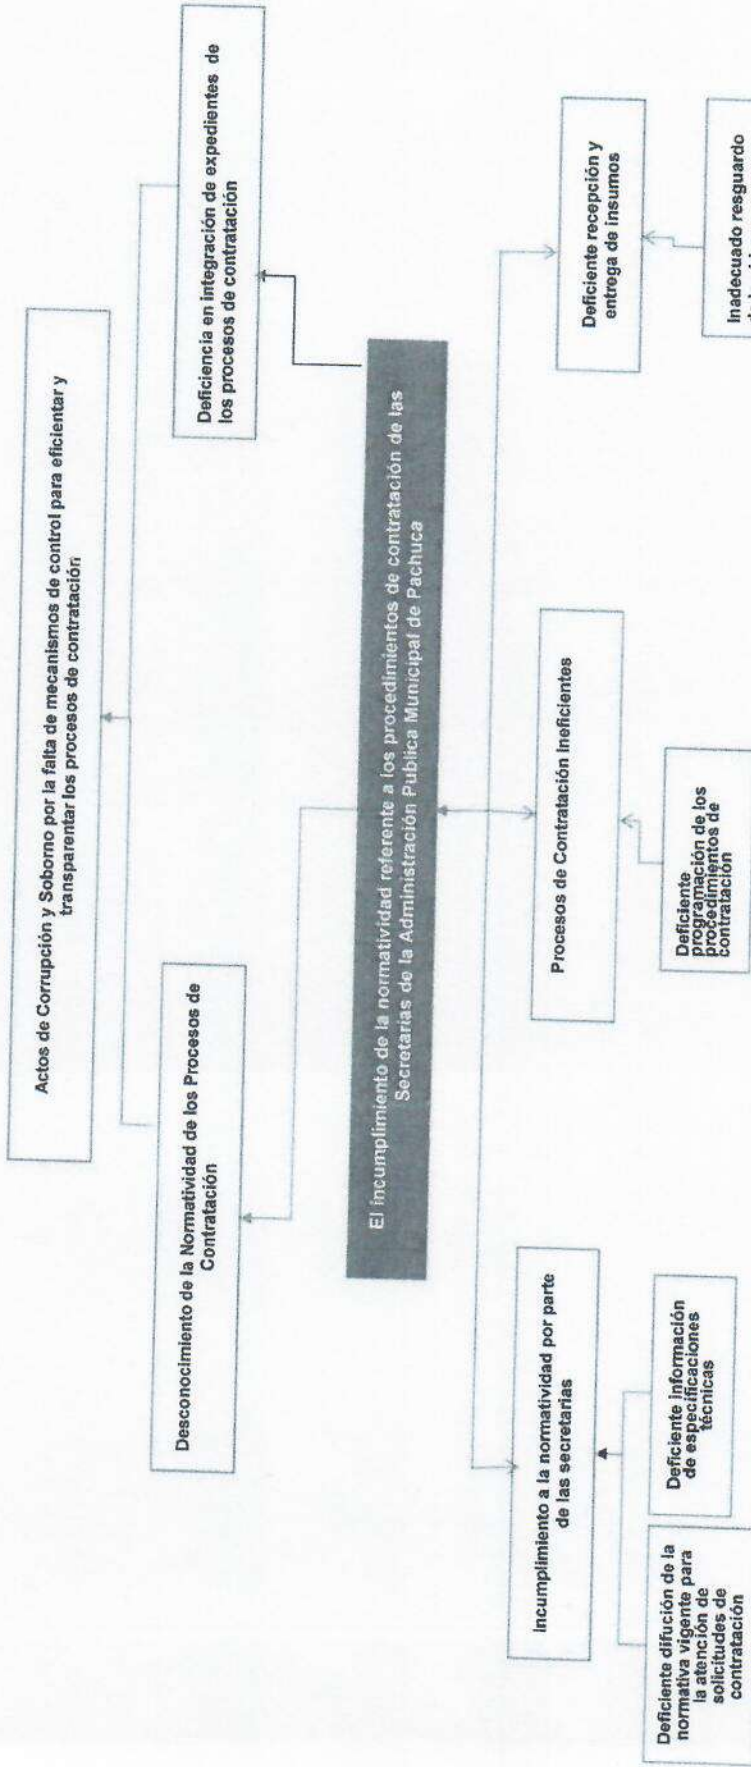 Actos de Corrupción y Soborno por la falta de mecanismos de control para eficientar y
transparentar los procesos de contratación
Desconocimiento de la Normatividad de los Procesos de
Contratación
Deficiencia en integración de expedientes de
los procesos de contratación
El incumplimiento de la normatividad referente a los procedimientos de contratación de las
Secretarias de la Administración Publica Municipal de Pachuca
Incumplimiento a la normatividad por parte
de las secretarias
Procesos de Contratación Ineficientes
Deficiente recepción y
entrega de insumos
Deficiente difución de la
normativa vigente para
la atención de
solicitudes de
contratación
Deficiente información
de especificaciones
técnicas
Deficiente
programación de los
procedimientos de
contratación
Inadecuado resguardo